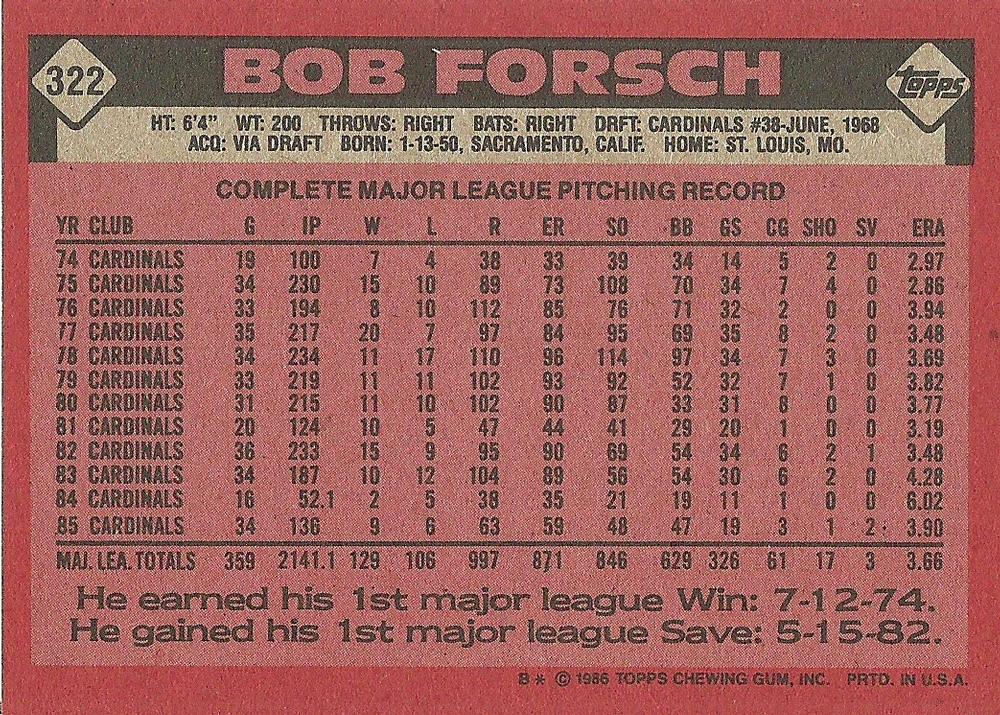 322 BOB FORSCH Topps
HT: 6'4" WT: 200 THROWS: RIGHT BATS: RIGHT DRFT: CARDINALS #38-JUNE, 1968
ACQ: VIA DRAFT BORN: 1-13-50, SACRAMENTO, CALIF. HOME: ST. LOUIS, MO.
COMPLETE MAJOR LEAGUE PITCHING RECORD
YR CLUB G IP W L R ER SO BB GS CG SHO SV ERA
74 CARDINALS 19 100 7 4 38 33 39 34 14 5 2 0 2.97
75 CARDINALS 34 230 15 10 89 73 108 70 34 7 4 0 2.86
76 CARDINALS 33 194 8 10 112 85 76 71 32 2 0 0 3.94
77 CARDINALS 35 217 20 7 97 84 95 69 35 8 2 0 3.48
78 CARDINALS 34 234 11 17 110 96 114 97 34 7 3 0 3.69
79 CARDINALS 33 219 11 11 102 93 92 52 32 7 1 0 3.82
80 CARDINALS 31 215 11 10 102 90 87 33 31 8 0 0 3.77
81 CARDINALS 20 124 10 5 47 44 41 29 20 1 0 0 3.19
82 CARDINALS 36 233 15 9 95 90 69 54 34 6 2 1 3.48
83 CARDINALS 34 187 10 12 104 89 56 54 30 6 2 0 4.28
84 CARDINALS 16 52.1 2 5 38 35 21 19 11 1 0 0 6.02
85 CARDINALS 34 136 9 6 63 59 48 47 19 3 1 2 3.90
MAJ. LEA. TOTALS 359 2141.1 129 106 997 871 846 629 326 61 17 3 3.66
He earned his 1st major league Win: 7-12-74.
He gained his 1st major league Save: 5-15-82.
B* © 1986 TOPPS CHEWING GUM, INC. PRTD. IN U.S.A.